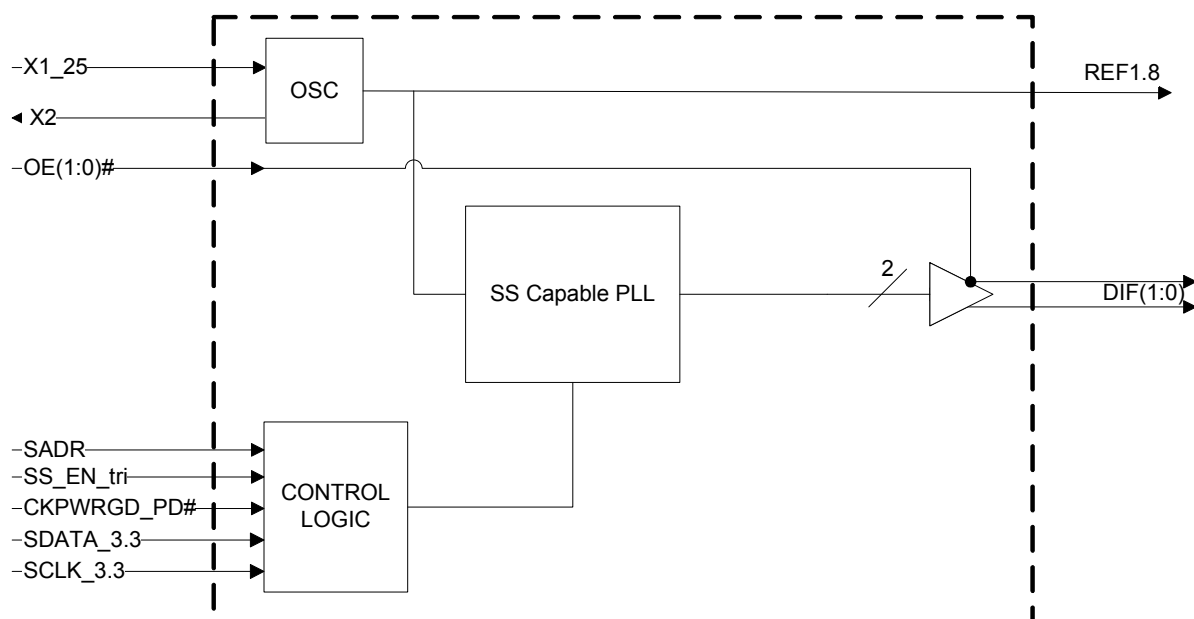 X1_25
OSC
REF1.8
X2
OE(1:0)#
2
SS Capable PLL
DIF(1:0)
SADR
SS_EN_tri
CKPWRGD_PD#
CONTROL
LOGIC
SDATA_3.3
SCLK_3.3